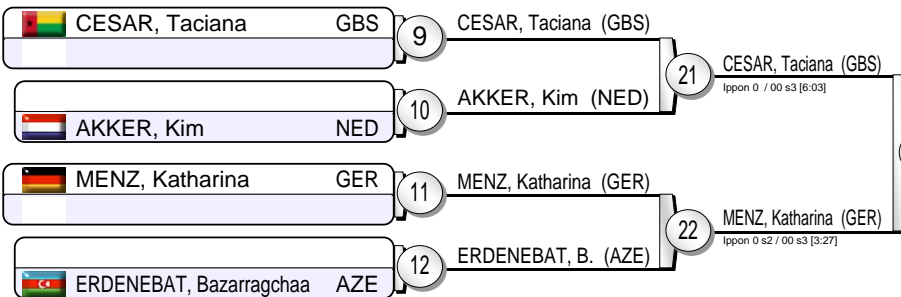 CESAR, Taciana GBS
9
CESAR, Taciana (GBS)
21
CESAR, Taciana (GBS)
Ippon 0 / 00 s3 [6:03]
10
AKKER, Kim (NED)
AKKER, Kim NED
MENZ, Katharina GER
11
MENZ, Katharina (GER)
22
MENZ, Katharina (GER)
Ippon 0 s2 / 00 s3 [3:27]
12
ERDENEBAT, B. (AZE)
ERDENEBAT, Bazarragchaa AZE